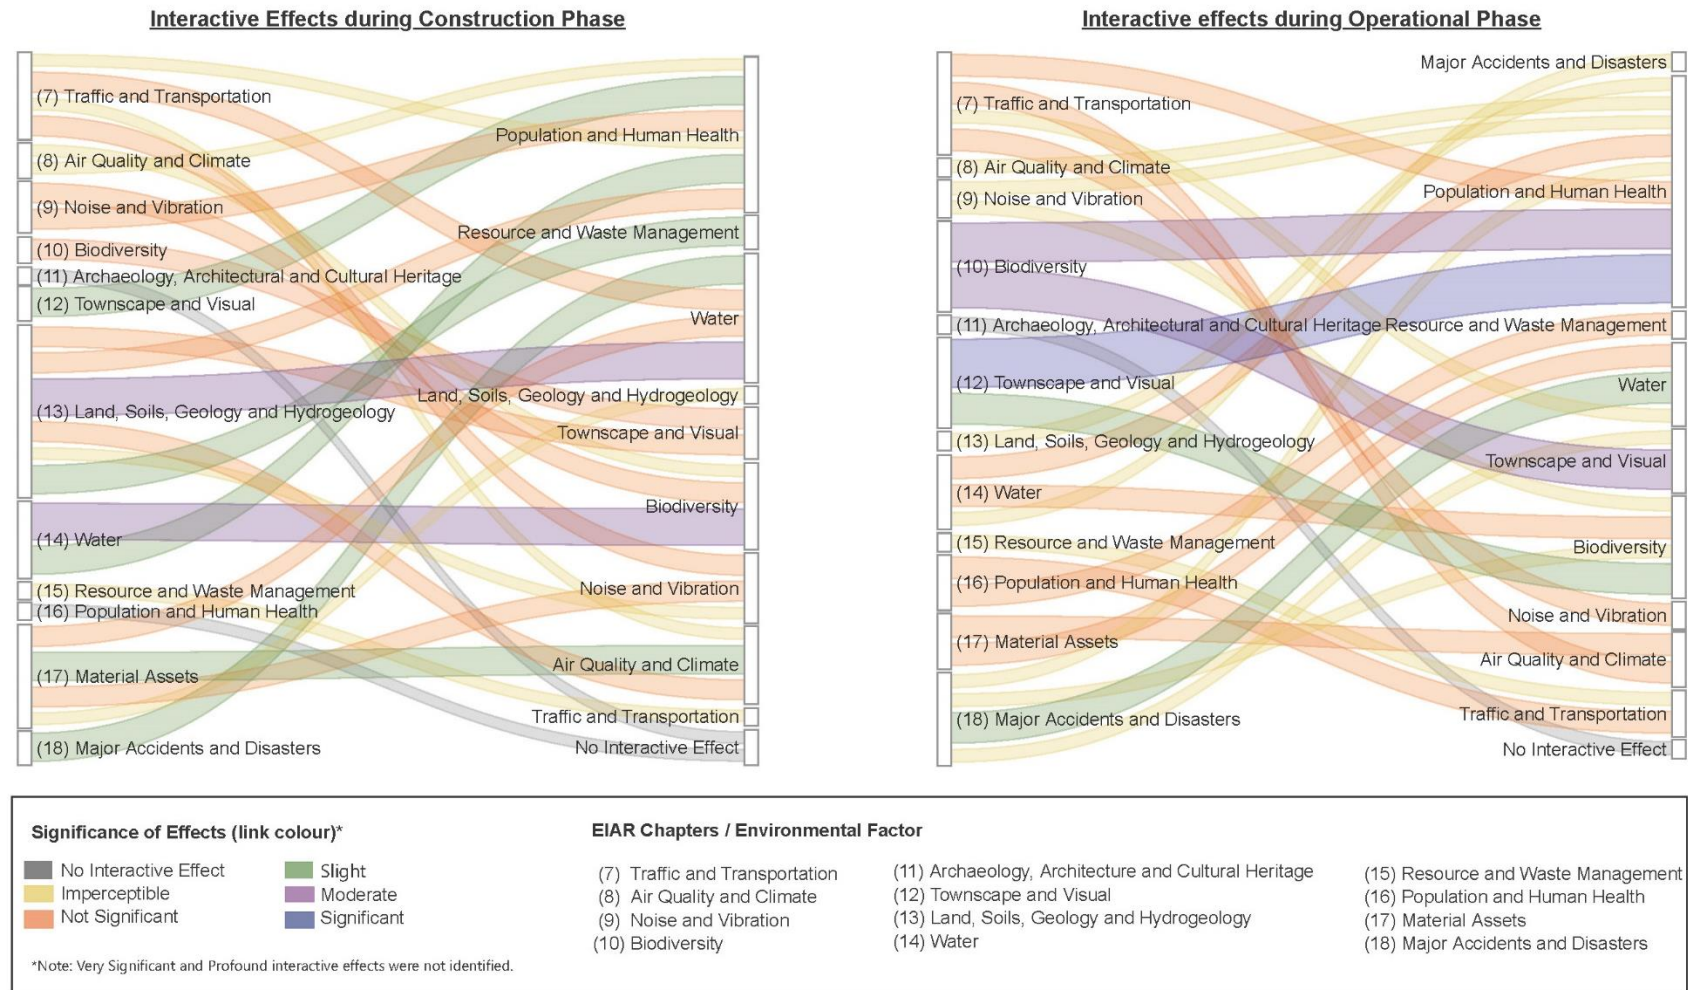 Interactive Effects during Construction Phase
(7) Traffic and Transportation
(8) Air Quality and Climate
(9) Noise and Vibration
(10) Biodiversity
(11) Archaeology, Architectural and Cultural Heritage
(12) Townscape and Visual
(13) Land, Soils, Geology and Hydrogeology
(14) Water
(15) Resource and Waste Management
(16) Population and Human Health
(17) Material Assets
(18) Major Accidents and Disasters
Population and Human Health
Resource and Waste Management
Water
Land, Soils, Geology and Hydrogeology
Townscape and Visual
Biodiversity
Noise and Vibration
Air Quality and Climate
Traffic and Transportation
No Interactive Effect
Interactive effects during Operational Phase
(7) Traffic and Transportation
(8) Air Quality and Climate
(9) Noise and Vibration
(10) Biodiversity
(11) Archaeology, Architectural and Cultural Heritage
(12) Townscape and Visual
(13) Land, Soils, Geology and Hydrogeology
(14) Water
(15) Resource and Waste Management
(16) Population and Human Health
(17) Material Assets
(18) Major Accidents and Disasters
Major Accidents and Disasters
Population and Human Health
Resource and Waste Management
Water
Townscape and Visual
Biodiversity
Noise and Vibration
Air Quality and Climate
Traffic and Transportation
No Interactive Effect
Significance of Effects (link colour)*
No Interactive Effect
Imperceptible
Not Significant
Slight
Moderate
Significant
*Note: Very Significant and Profound interactive effects were not identified.
EIAR Chapters / Environmental Factor
(7) Traffic and Transportation
(8) Air Quality and Climate
(9) Noise and Vibration
(10) Biodiversity
(11) Archaeology, Architecture and Cultural Heritage
(12) Townscape and Visual
(13) Land, Soils, Geology and Hydrogeology
(14) Water
(15) Resource and Waste Management
(16) Population and Human Health
(17) Material Assets
(18) Major Accidents and Disasters